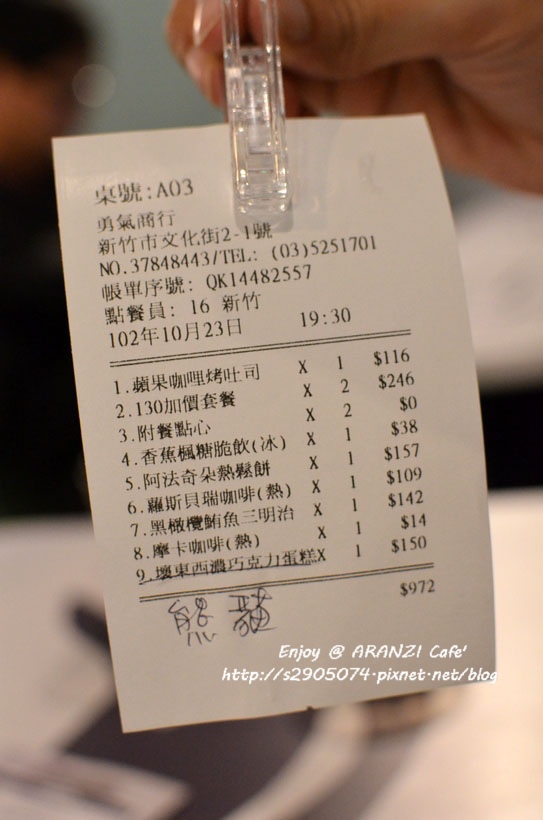 桌號:A03
勇氣商行
新竹市文化街2-1號
NO.37848443/TEL: (03)5251701
帳單序號: QK14482557
點餐員: 16 新竹
102年10月23日 19:30
1.蘋果咖哩烤吐司 X 1 $116
2.130加價套餐 X 2 $246
3.附餐點心 X 2 $0
4.香蕉楓糖脆飲(冰) X 1 $38
5.阿法奇朵熱鬆餅 X 1 $157
6.蘿斯貝瑞咖啡(熱) X 1 $109
7.黑橄欖鮪魚三明治 X 1 $142
8.摩卡咖啡(熱) X 1 $14
9.壞東西濃巧克力蛋糕X 1 $150
$972
熊貓
Enjoy @ ARANZI Cafe'
http://s2905074.pixnet.net/blog